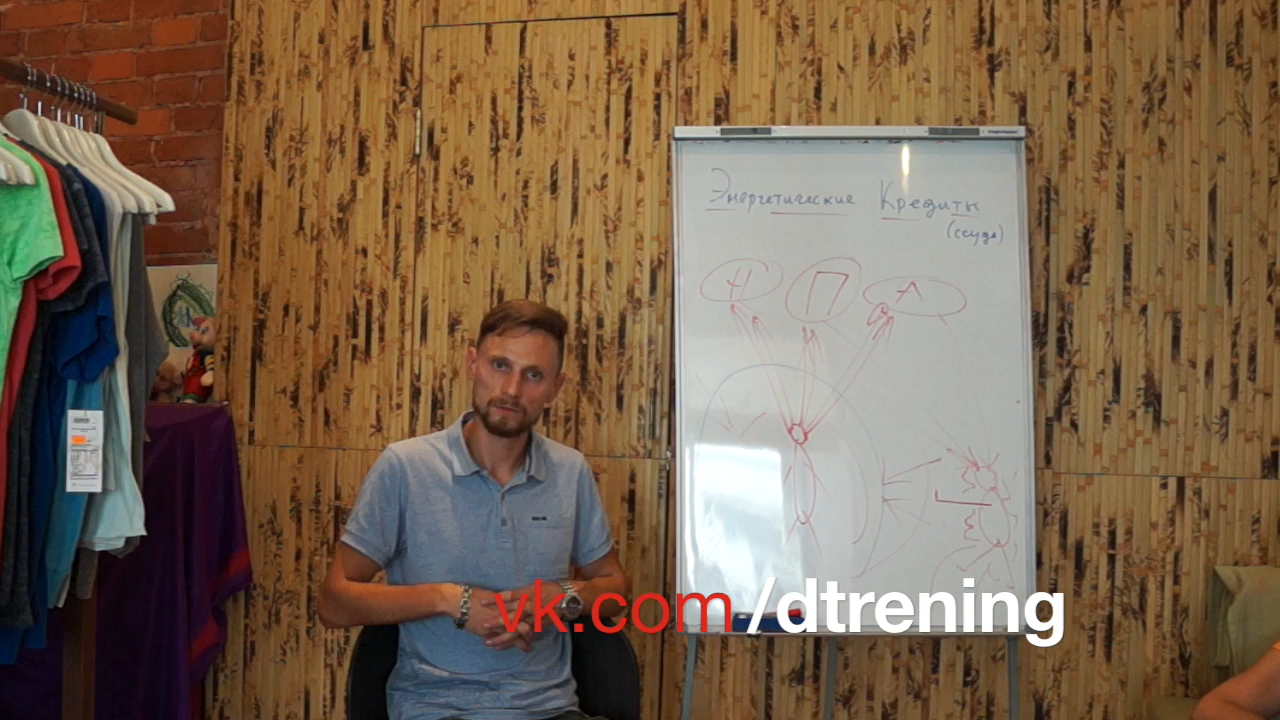 Энергетические Кредиты
(ссуда)
Н П А
vk.com/dtrening